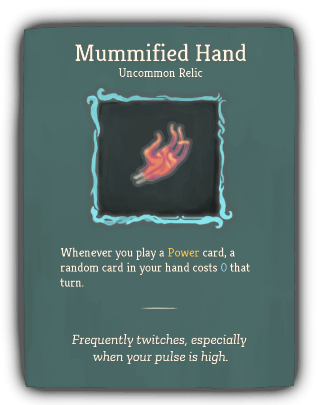 Mummified Hand
Uncommon Relic
Whenever you play a Power card, a
random card in your hand costs 0 that
turn.
Frequently twitches, especially
when your pulse is high.